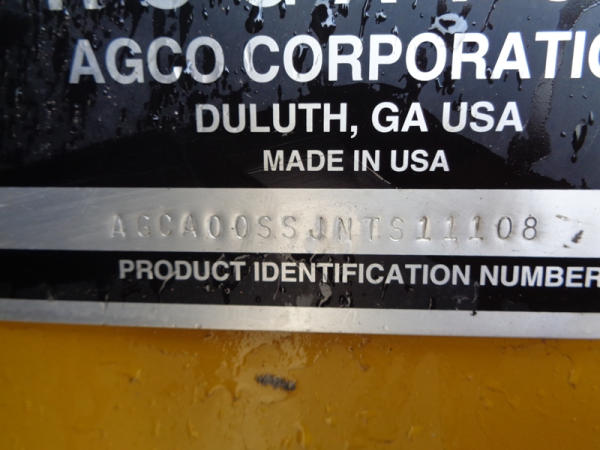 AGCO CORPORATIO
DULUTH, GA USA
MADE IN USA
AGCA00SSJNTS11108
PRODUCT IDENTIFICATION NUMBER